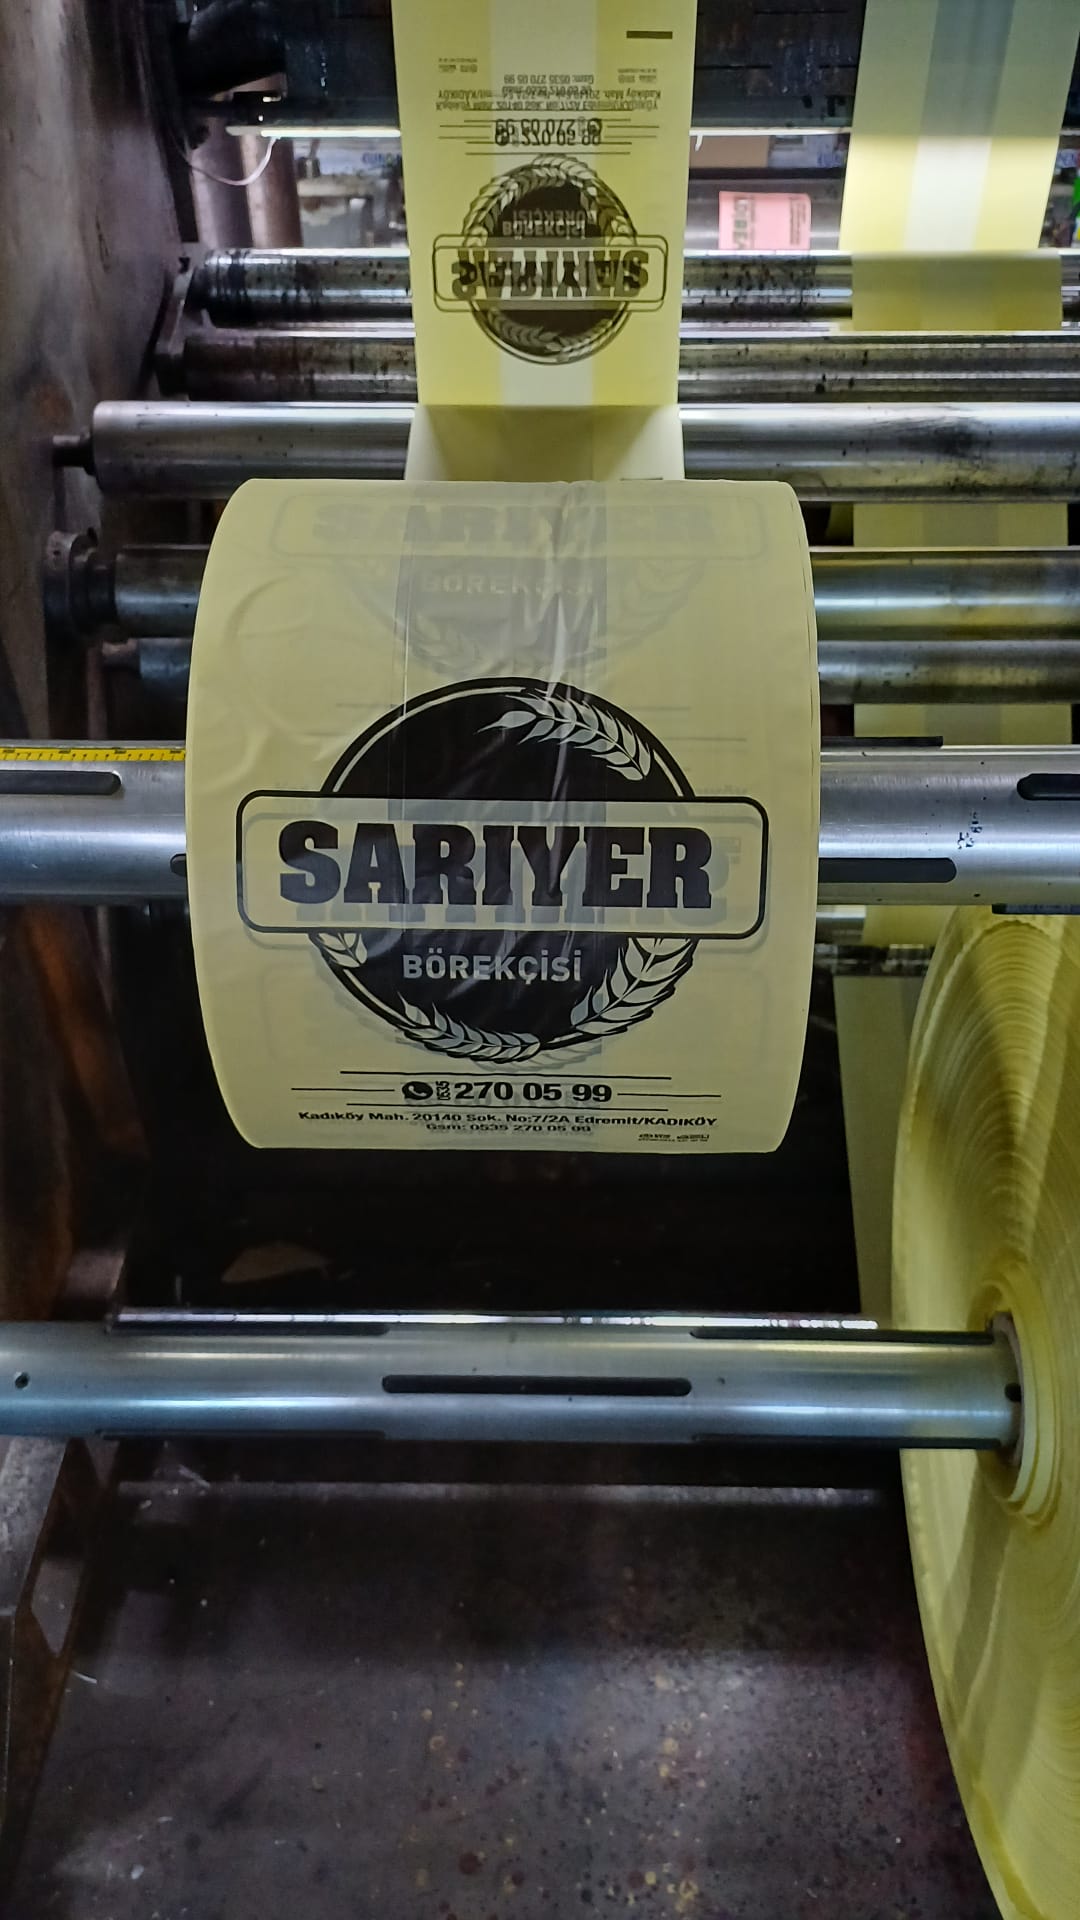 SARIYER
BÖREKÇİSİ
0535 270 05 99
Kadıköy Mah. 20140 Sok. No:7/2A Edremit/KADIKÖY
Gsm: 0535 270 05 99